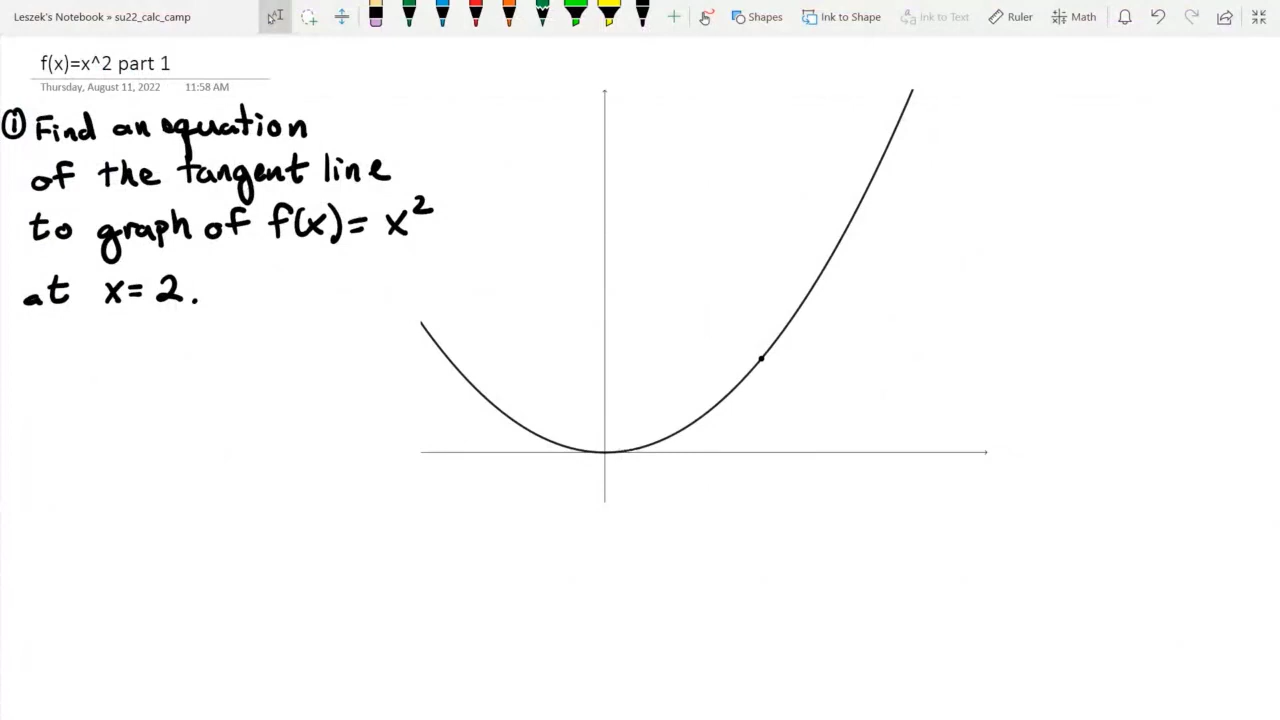 Leszek's Notebook » su22_calc_camp
Shapes
Ink to Shape
Ink to Text
Ruler
Math
f(x)=x^2 part 1
Thursday, August 11, 2022 11:58 AM
① Find an equation
of the tangent line
to graph of f(x)= x²
at x=2.